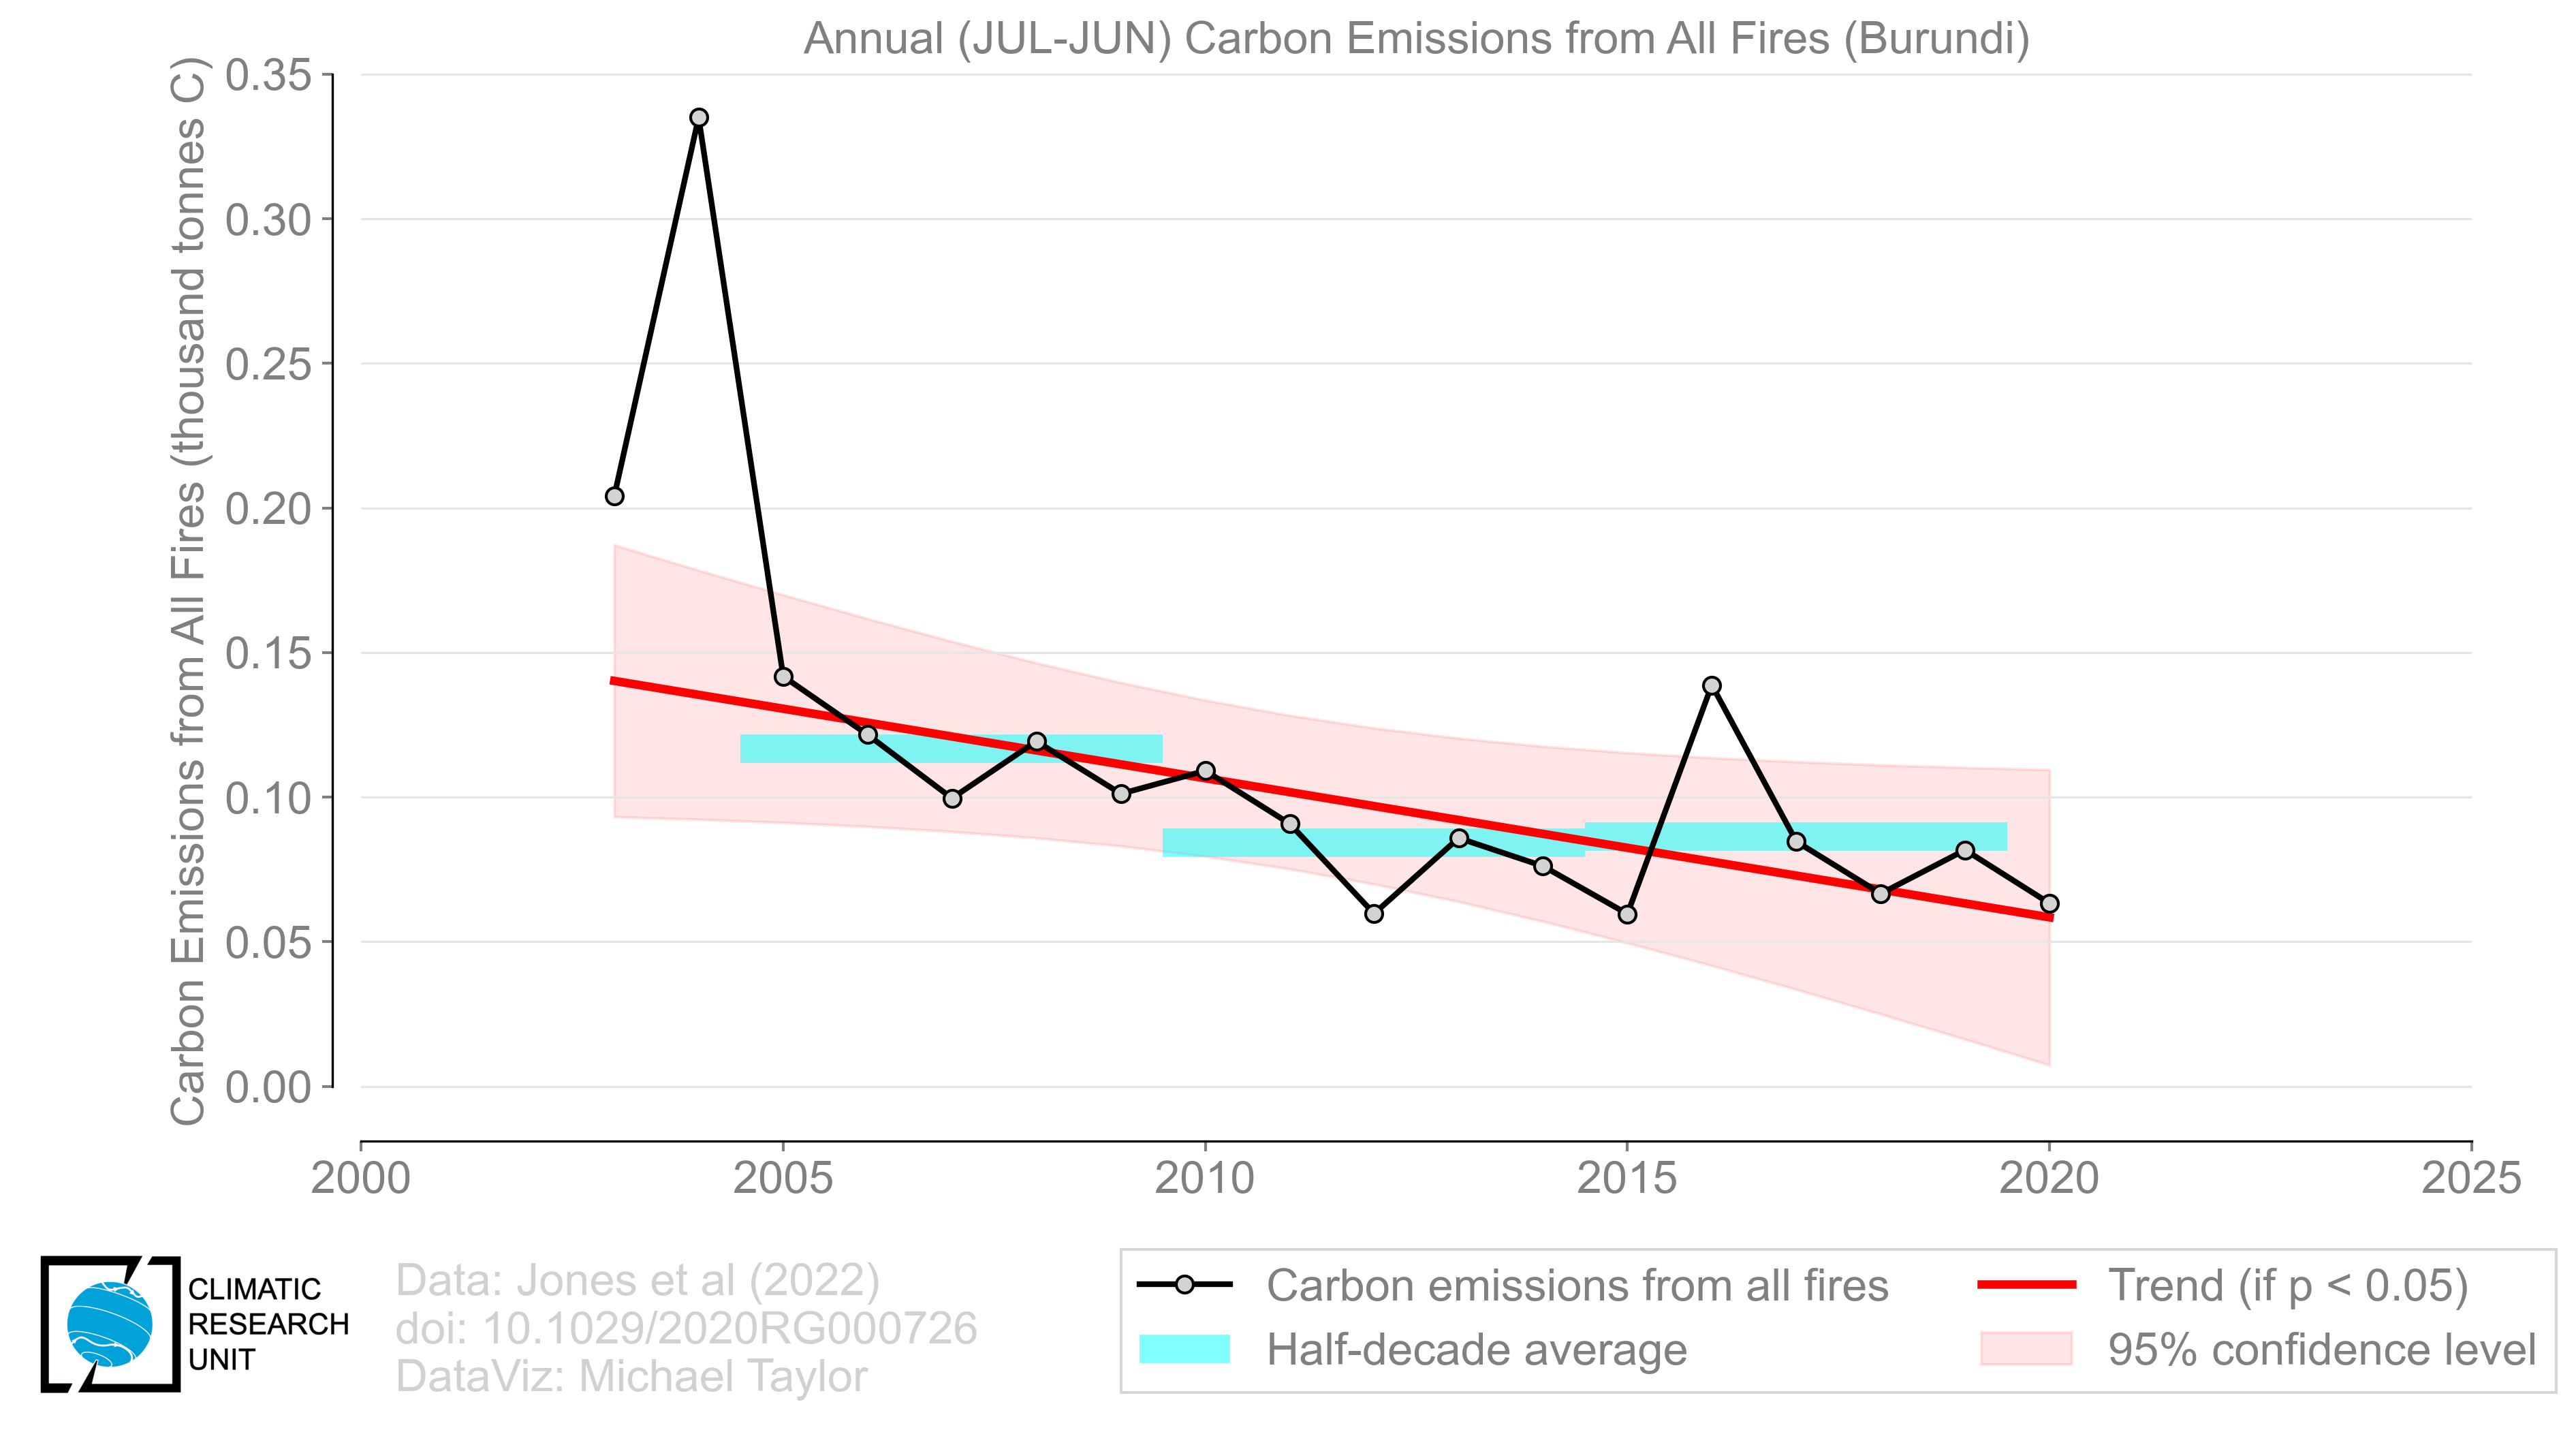 Annual (JUL-JUN) Carbon Emissions from All Fires (Burundi)
Carbon Emissions from All Fires (thousand tonnes C)
0.35
0.30
0.25
0.20
0.15
0.10
0.05
0.00
2000
2005
2010
2015
2020
2025
CLIMATIC
RESEARCH
UNIT
Data: Jones et al (2022)
doi: 10.1029/2020RG000726
DataViz: Michael Taylor
Carbon emissions from all fires
Half-decade average
Trend (if p < 0.05)
95% confidence level